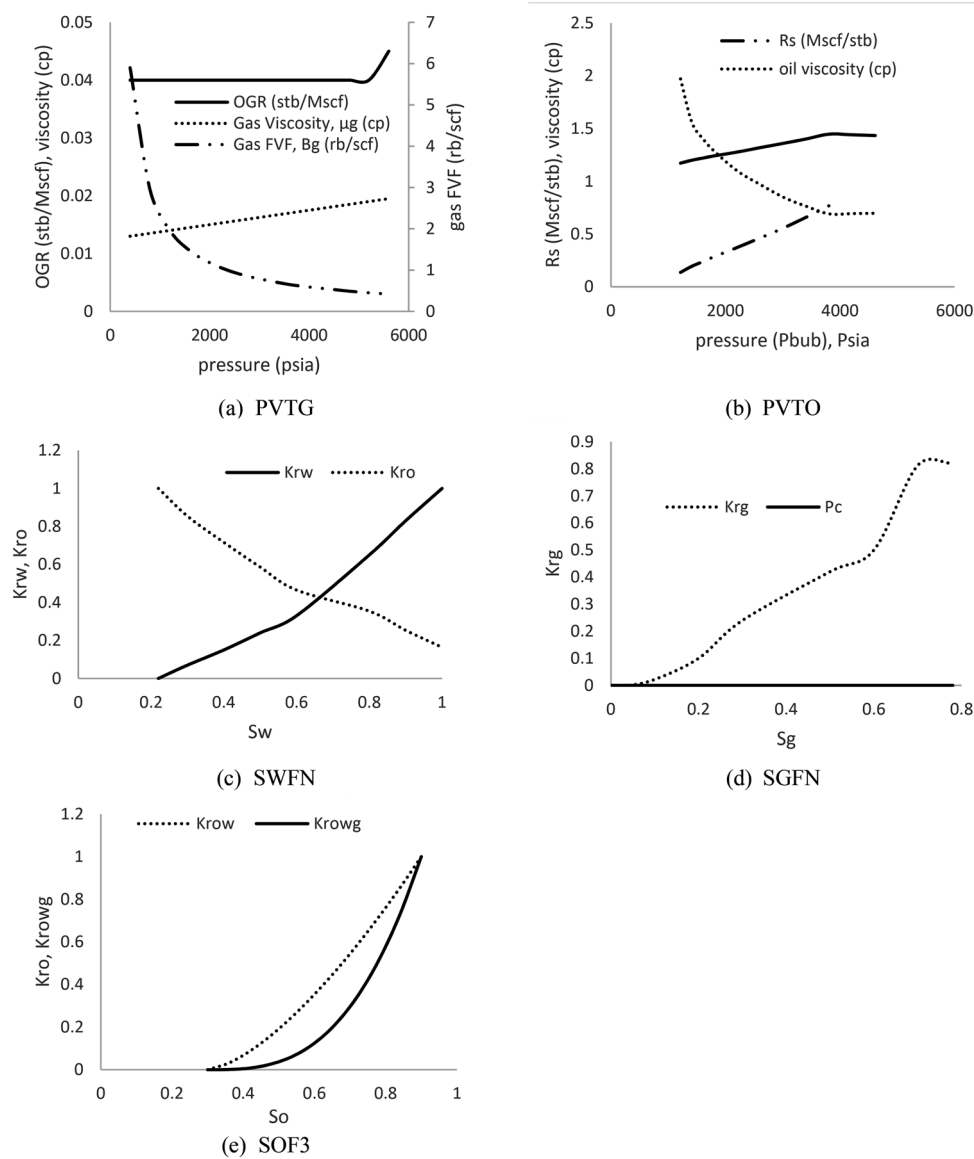 0.05
0.04
0.03
0.02
0.01
0
OGR (stb/Mscf), viscosity (cp)
OGR (stb/Mscf)
Gas Viscosity, µg (cp)
Gas FVF, Bg (rb/scf)
7
6
5
4
3
2
1
0
gas FVF (rb/scf)
0 2000 4000 6000
pressure (psia)
(a) PVTG
2.5
2
1.5
1
0.5
0
Rs (Mscf/stb), viscosity (cp)
Rs (Mscf/stb)
oil viscosity (cp)
0 2000 4000 6000
pressure (Pbub), Psia
(b) PVTO
1.2
1
0.8
0.6
0.4
0.2
0
Krw, Kro
Krw Kro
0 0.2 0.4 0.6 0.8 1
Sw
(c) SWFN
0.9
0.8
0.7
0.6
0.5
0.4
0.3
0.2
0.1
0
Krg
Krg Pc
0 0.2 0.4 0.6 0.8
Sg
(d) SGFN
1.2
1
0.8
0.6
0.4
0.2
0
Kro, Krowg
Krow Krowg
0 0.2 0.4 0.6 0.8 1
So
(e) SOF3